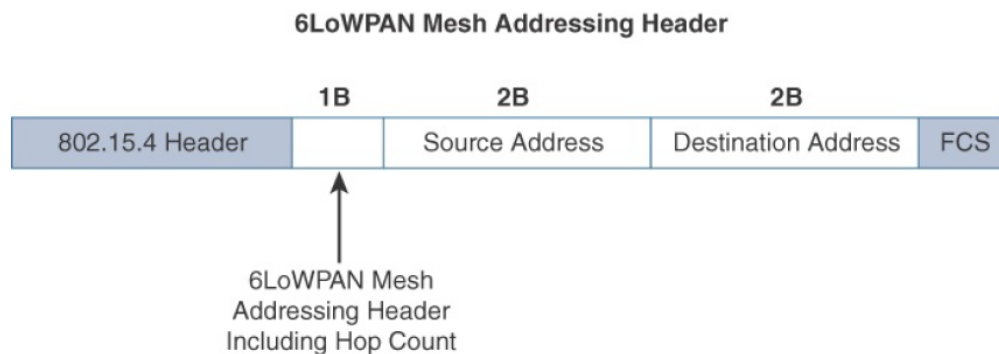 6LoWPAN Mesh Addressing Header
1B 2B 2B
802.15.4 Header Source Address Destination Address FCS
6LoWPAN Mesh
Addressing Header
Including Hop Count